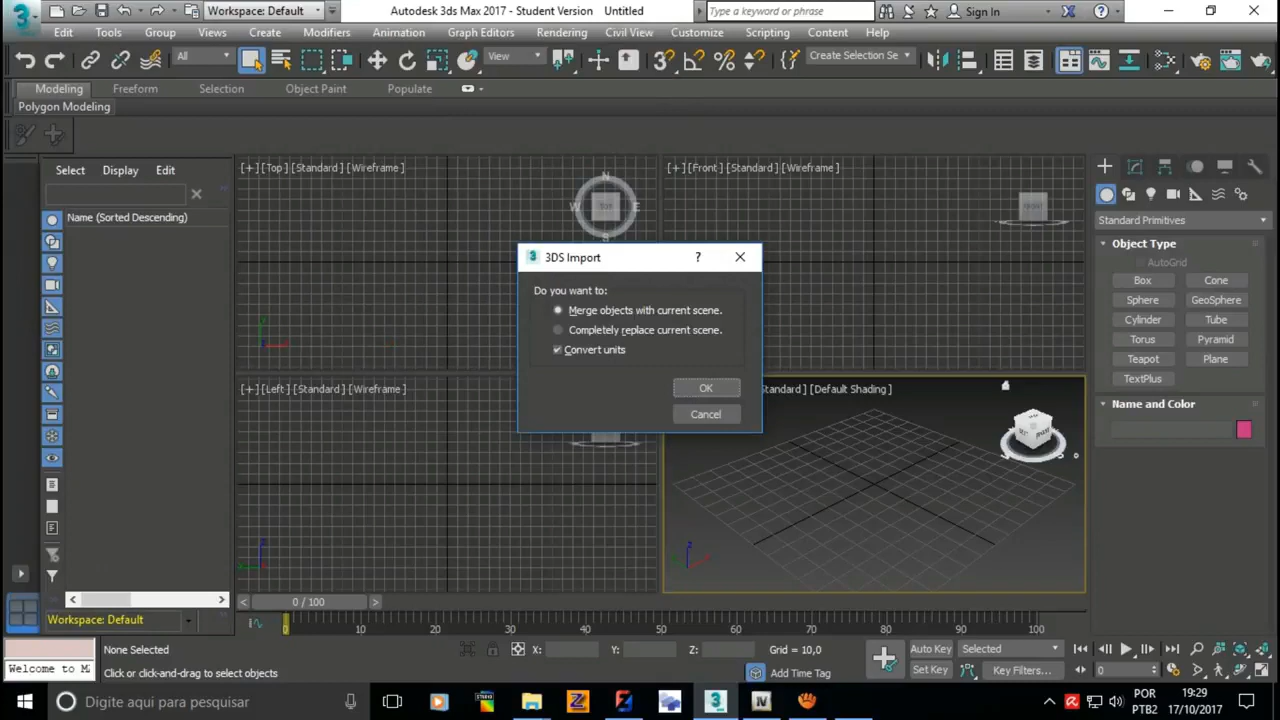 Workspace: Default
Autodesk 3ds Max 2017 - Student Version Untitled
Type a keyword or phrase
Sign In
Edit Tools Group Views Create Modifiers Animation Graph Editors Rendering Civil View Customize Scripting Content Help
All
View
Create Selection Se
Modeling Freeform Selection Object Paint Populate
Polygon Modeling
Select Display Edit
Name (Sorted Descending)
[+] [Top] [Standard] [Wireframe]
[+] [Front] [Standard] [Wireframe]
N
W
E
S
TOP
FRONT
3DS Import
Do you want to:
Merge objects with current scene.
Completely replace current scene.
Convert units
OK
Cancel
[+] [Left] [Standard] [Wireframe]
Standard] [Default Shading]
Standard Primitives
Object Type
AutoGrid
Box Cone
Sphere GeoSphere
Cylinder Tube
Torus Pyramid
Teapot Plane
TextPlus
Name and Color
0 / 100
Workspace: Default
0 10 20 30 40 50 60 70 80 90 100
None Selected
X:
Y:
Z:
Grid = 10,0
Auto Key
Selected
Welcome to M
Click or click-and-drag to select objects
Add Time Tag
Set Key
Key Filters...
0
Digite aqui para pesquisar
POR
PTB2
19:29
17/10/2017